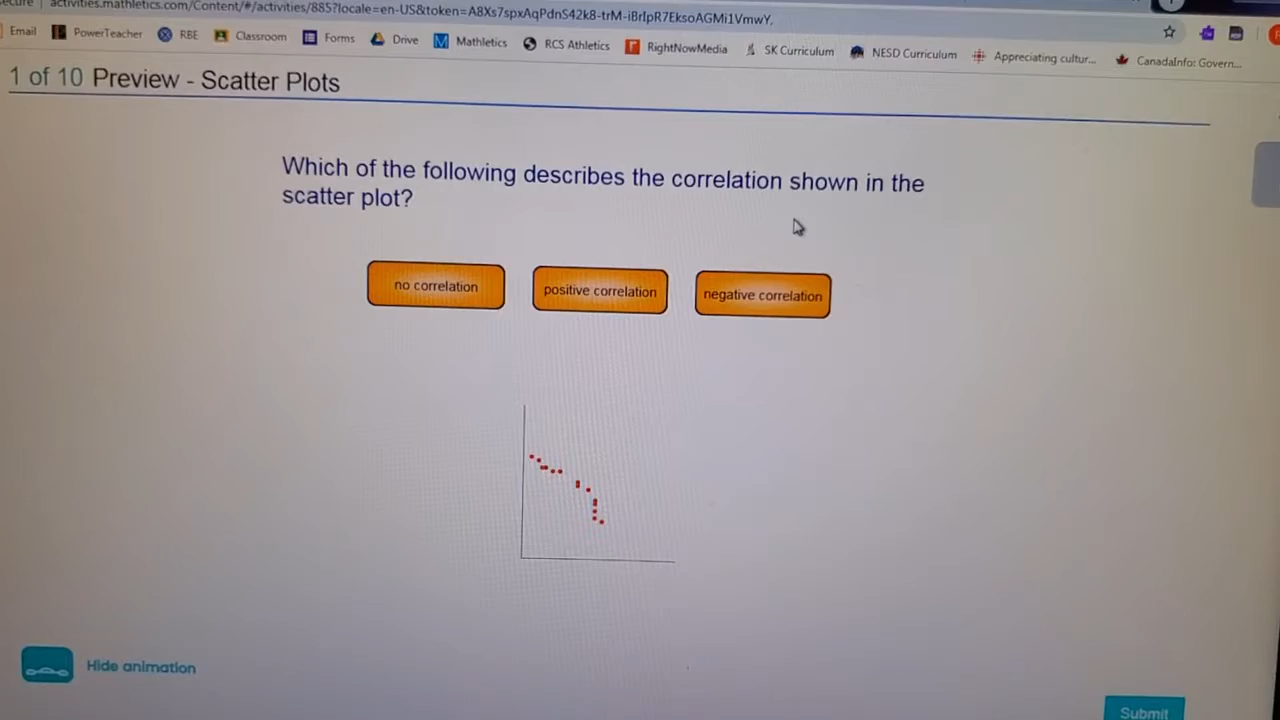 activities.mathletics.com/Content/#/activities/885?locale=en-US&token=A8Xs7spxAqPdnS42k8-trM-iBrlpR7EksoAGMi1VmwY,
Email PowerTeacher RBE Classroom Forms Drive Mathletics RCS Athletics RightNowMedia SK Curriculum NESD Curriculum Appreciating cultur... CanadaInfo: Govern...
1 of 10 Preview - Scatter Plots
Which of the following describes the correlation shown in the
scatter plot?
no correlation positive correlation negative correlation
Hide animation
Submit